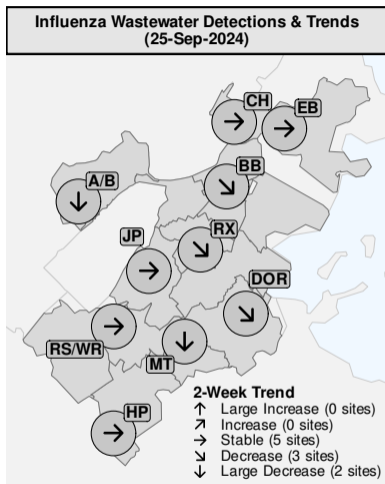 Influenza Wastewater Detections & Trends
(25-Sep-2024)
CH
EB
BB
A/B
RX
JP
DOR
RS/WR
MT
HP
2-Week Trend
↑ Large Increase (0 sites)
↗ Increase (0 sites)
→ Stable (5 sites)
↘ Decrease (3 sites)
↓ Large Decrease (2 sites)